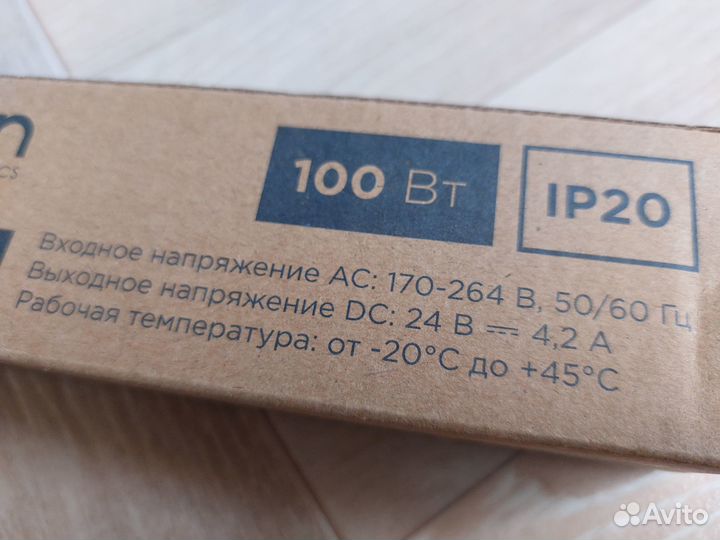 100 Вт IP20
Входное напряжение AC: 170-264 В, 50/60 Гц
Выходное напряжение DC: 24 В ⎓ 4,2 А
Рабочая температура: от -20°C до +45°C
Avito